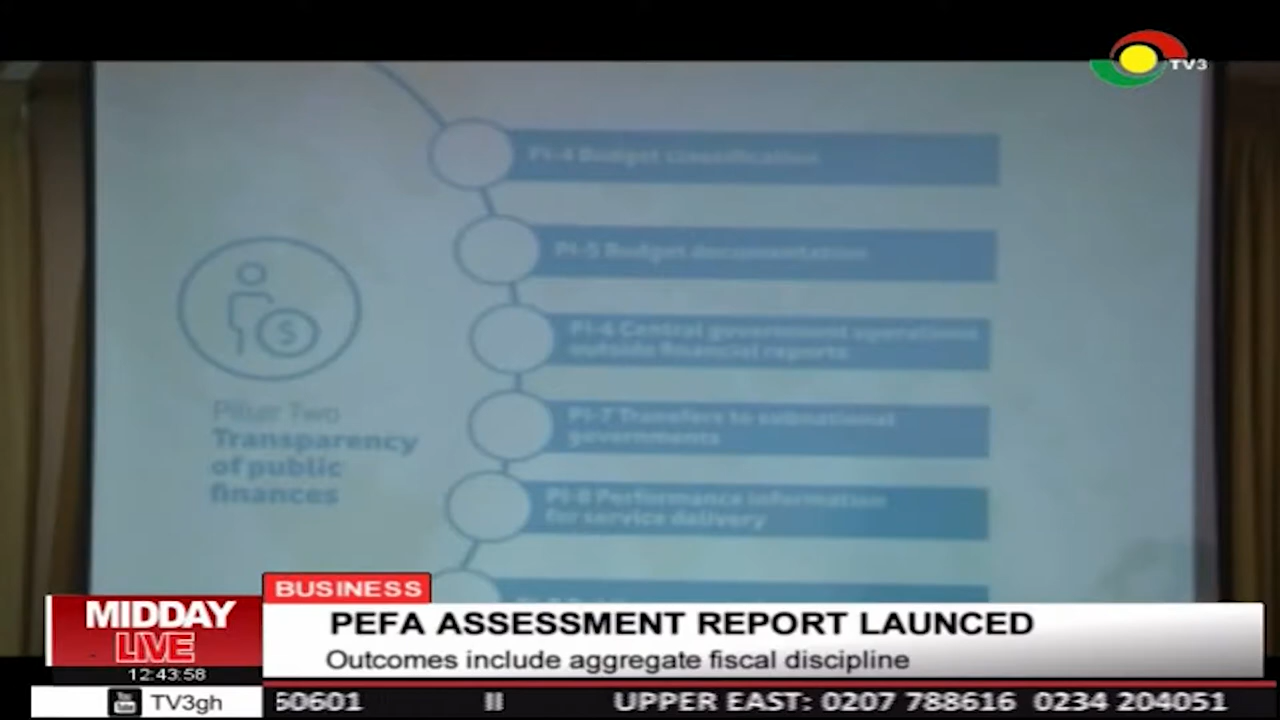 TV3
PI-4 Budget classification
PI-5 Budget documentation
PI-6 Central government operations
outside financial reports
PI-7 Transfers to subnational
governments
PI-8 Performance information
for service delivery
Pillar Two
Transparency
of public
finances
BUSINESS
MIDDAY
LIVE
12:43:58
PEFA ASSESSMENT REPORT LAUNCED
Outcomes include aggregate fiscal discipline
You Tube TV3gh
50601 II UPPER EAST: 0207 788616 0234 204051